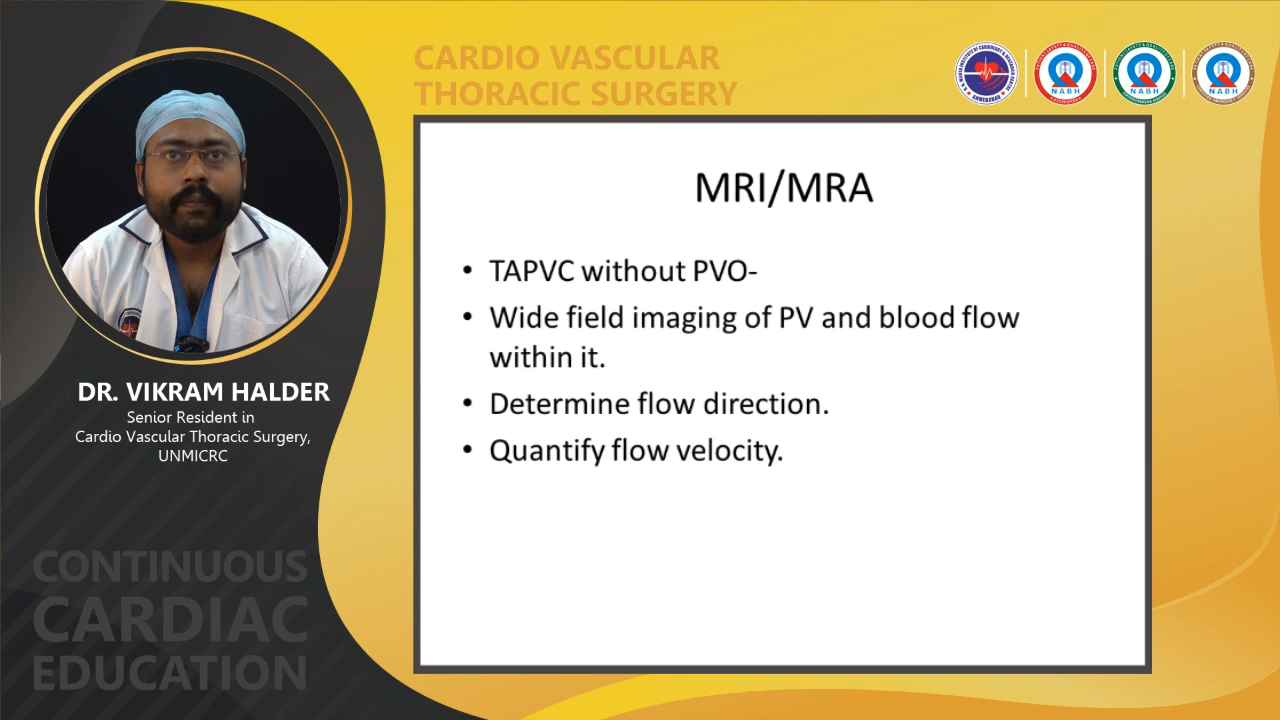 CARDIO VASCULAR
THORACIC SURGERY
NABH
NABH
NABH
MRI/MRA
• TAPVC without PVO-
• Wide field imaging of PV and blood flow
within it.
• Determine flow direction.
• Quantify flow velocity.
DR. VIKRAM HALDER
Senior Resident in
Cardio Vascular Thoracic Surgery,
UNMICRC
CONTINUOUS
CARDIAC
EDUCATION